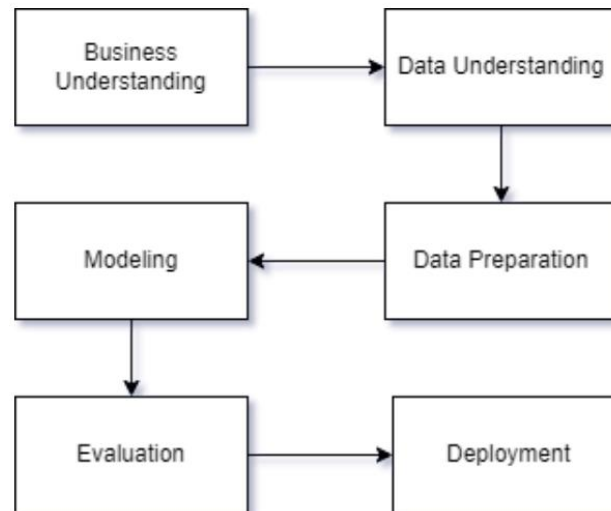 Business
Understanding
Data Understanding
Modeling
Data Preparation
Evaluation
Deployment